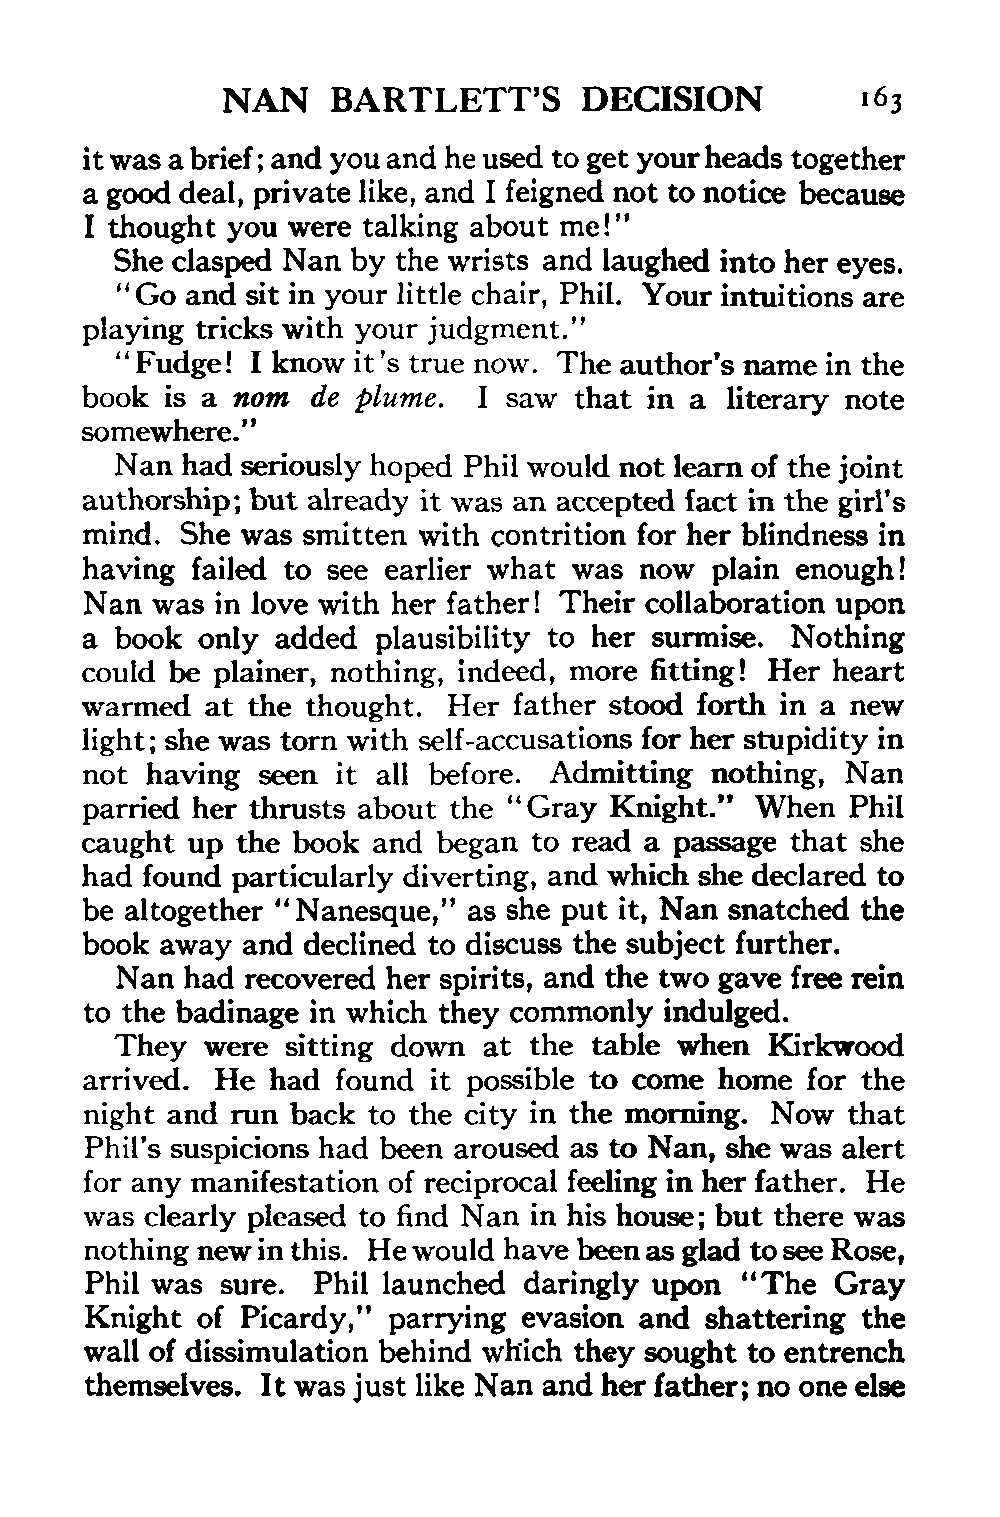 NAN BARTLETT'S DECISION 163
it was a brief; and you and he used to get your heads together
a good deal, private like, and I feigned not to notice because
I thought you were talking about me!"
She clasped Nan by the wrists and laughed into her eyes.
"Go and sit in your little chair, Phil. Your intuitions are
playing tricks with your judgment."
"Fudge! I know it's true now. The author's name in the
book is a nom de plume. I saw that in a literary note
somewhere."
Nan had seriously hoped Phil would not learn of the joint
authorship; but already it was an accepted fact in the girl's
mind. She was smitten with contrition for her blindness in
having failed to see earlier what was now plain enough!
Nan was in love with her father! Their collaboration upon
a book only added plausibility to her surmise. Nothing
could be plainer, nothing, indeed, more fitting! Her heart
warmed at the thought. Her father stood forth in a new
light; she was torn with self-accusations for her stupidity in
not having seen it all before. Admitting nothing, Nan
parried her thrusts about the "Gray Knight." When Phil
caught up the book and began to read a passage that she
had found particularly diverting, and which she declared to
be altogether "Nanesque," as she put it, Nan snatched the
book away and declined to discuss the subject further.
Nan had recovered her spirits, and the two gave free rein
to the badinage in which they commonly indulged.
They were sitting down at the table when Kirkwood
arrived. He had found it possible to come home for the
night and run back to the city in the morning. Now that
Phil's suspicions had been aroused as to Nan, she was alert
for any manifestation of reciprocal feeling in her father. He
was clearly pleased to find Nan in his house; but there was
nothing new in this. He would have been as glad to see Rose,
Phil was sure. Phil launched daringly upon "The Gray
Knight of Picardy," parrying evasion and shattering the
wall of dissimulation behind which they sought to entrench
themselves. It was just like Nan and her father; no one else